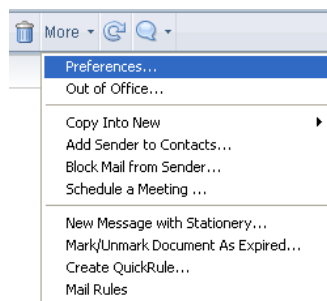 More
Preferences...
Out of Office...
Copy Into New
Add Sender to Contacts...
Block Mail from Sender...
Schedule a Meeting ...
New Message with Stationery...
Mark/Unmark Document As Expired...
Create QuickRule...
Mail Rules